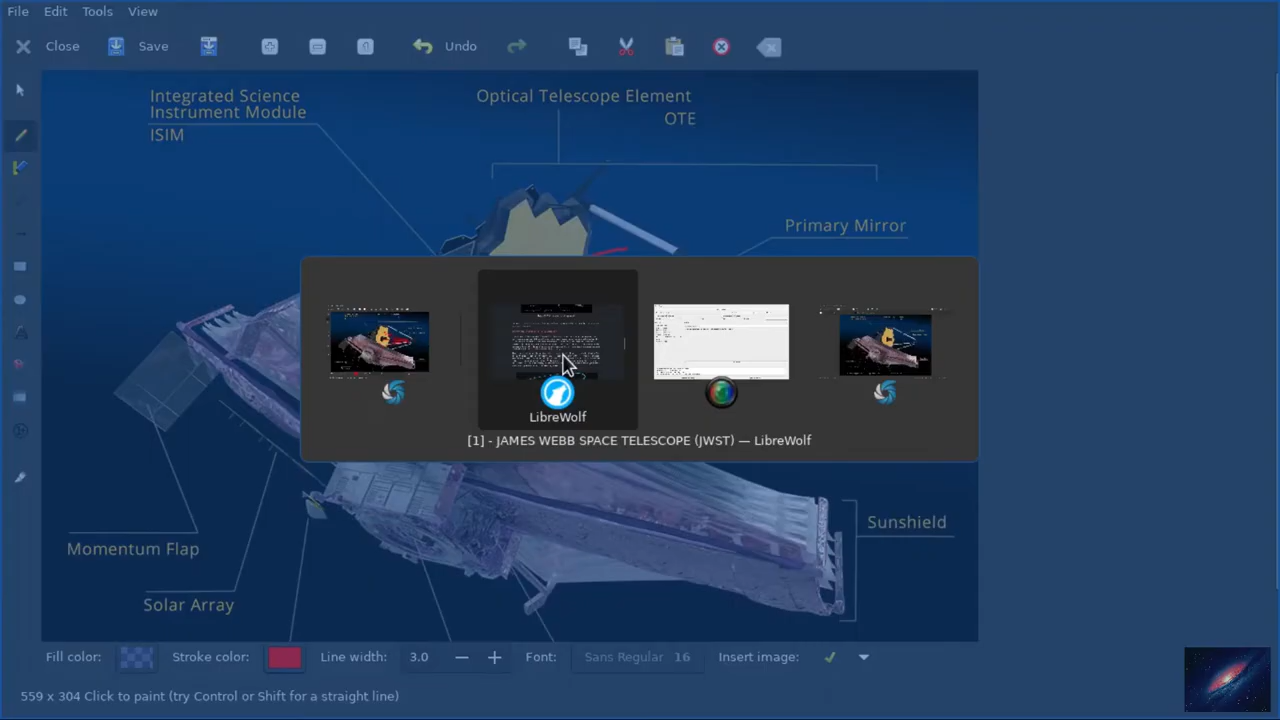 File Edit Tools View
Close Save Undo
Integrated Science
Instrument Module
ISIM
Optical Telescope Element
OTE
Primary Mirror
LibreWolf
[1] - JAMES WEBB SPACE TELESCOPE (JWST) — LibreWolf
Sunshield
Momentum Flap
Solar Array
Fill color: Stroke color: Line width: 3.0 Font: Sans Regular 16 Insert image:
559 x 304 Click to paint (try Control or Shift for a straight line)